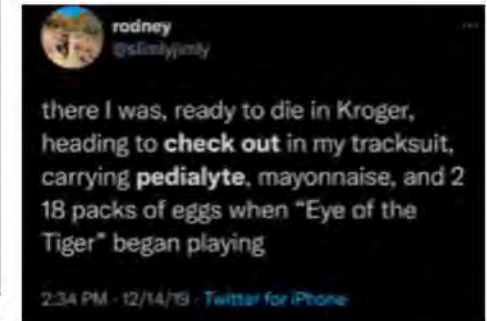 rodney
@slimlyjimly
there I was, ready to die in Kroger,
heading to check out in my tracksuit,
carrying pedialyte, mayonnaise, and 2
18 packs of eggs when "Eye of the
Tiger" began playing
2:34 PM · 12/14/19 · Twitter for iPhone